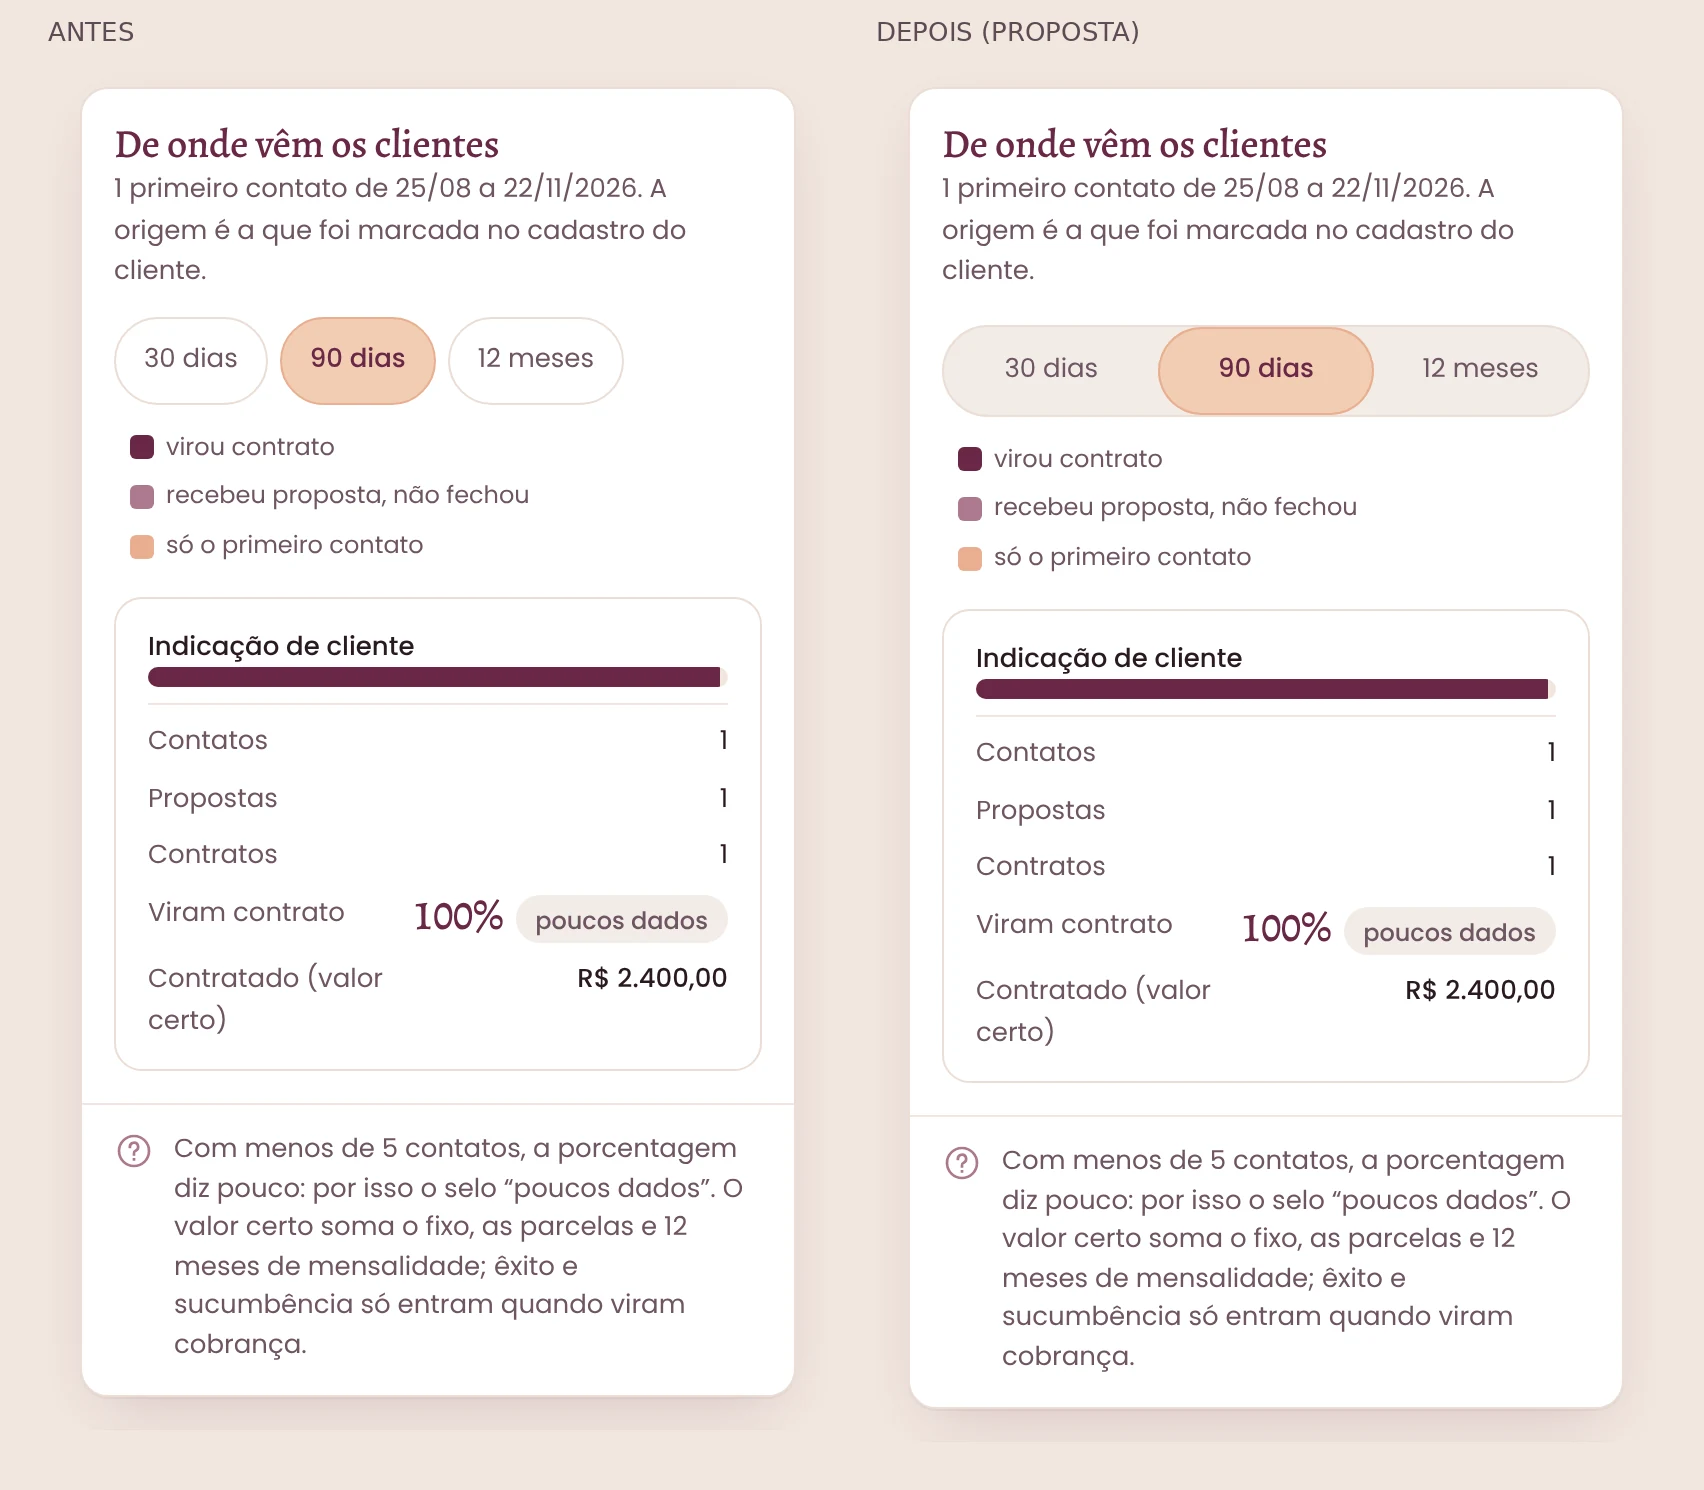 ANTES
De onde vêm os clientes
1 primeiro contato de 25/08 a 22/11/2026. A
origem é a que foi marcada no cadastro do
cliente.
30 dias
90 dias
12 meses
virou contrato
recebeu proposta, não fechou
só o primeiro contato
Indicação de cliente
Contatos 1
Propostas 1
Contratos 1
Viram contrato 100% poucos dados
Contratado (valor R$ 2.400,00
certo)
Com menos de 5 contatos, a porcentagem
diz pouco: por isso o selo “poucos dados”. O
valor certo soma o fixo, as parcelas e 12
meses de mensalidade; êxito e
sucumbência só entram quando viram
cobrança.
DEPOIS (PROPOSTA)
De onde vêm os clientes
1 primeiro contato de 25/08 a 22/11/2026. A
origem é a que foi marcada no cadastro do
cliente.
30 dias
90 dias
12 meses
virou contrato
recebeu proposta, não fechou
só o primeiro contato
Indicação de cliente
Contatos 1
Propostas 1
Contratos 1
Viram contrato 100% poucos dados
Contratado (valor R$ 2.400,00
certo)
Com menos de 5 contatos, a porcentagem
diz pouco: por isso o selo “poucos dados”. O
valor certo soma o fixo, as parcelas e 12
meses de mensalidade; êxito e
sucumbência só entram quando viram
cobrança.